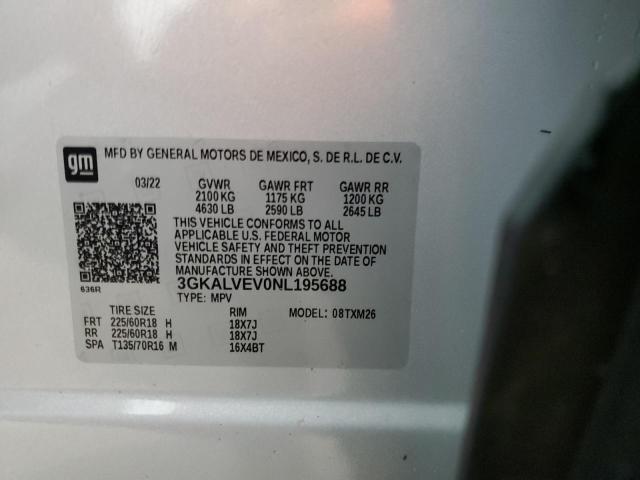 gm
MFD BY GENERAL MOTORS DE MEXICO, S. DE R.L. DE C.V.
03/22 GVWR GAWR FRT GAWR RR
2100 KG 1175 KG 1200 KG
4630 LB 2590 LB 2645 LB
THIS VEHICLE CONFORMS TO ALL
APPLICABLE U.S. FEDERAL MOTOR
VEHICLE SAFETY AND THEFT PREVENTION
STANDARDS IN EFFECT ON THE DATE OF
MANUFACTURE SHOWN ABOVE.
636R 3GKALVEV0NL195688
TYPE: MPV
TIRE SIZE RIM 08TXM26
FRT 225/60R18 H 18X7J
RR 225/60R18 H 18X7J
SPA T135/70R16 M 16X4BT